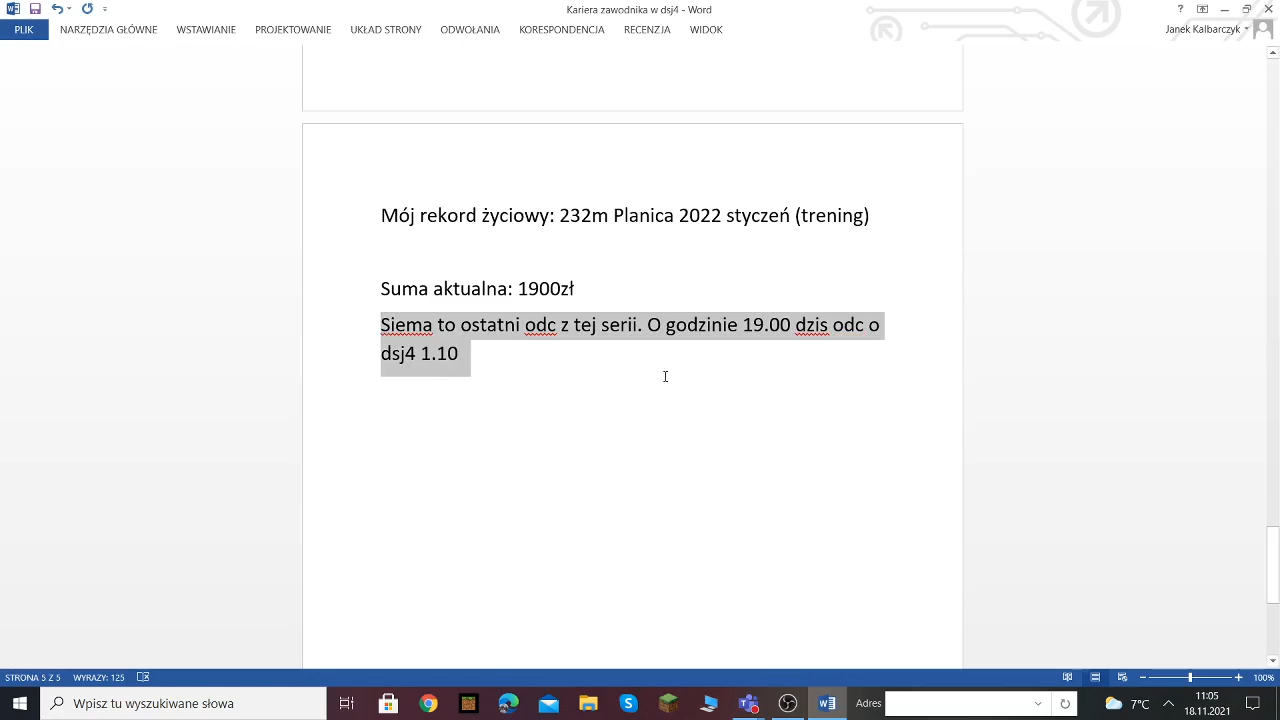 Kariera zawodnika w dsj4 - Word
PLIK NARZĘDZIA GŁÓWNE WSTAWIANIE PROJEKTOWANIE UKŁAD STRONY ODWOŁANIA KORESPONDENCJA RECENZJA WIDOK Janek Kalbarczyk
Mój rekord życiowy: 232m Planica 2022 styczeń (trening)
Suma aktualna: 1900zł
Siema to ostatni odc z tej serii. O godzinie 19.00 dzis odc o
dsj4 1.10
STRONA 5 Z 5 WYRAZY: 125 100%
Wpisz tu wyszukiwane słowa Adres 7°C 11:05
18.11.2021